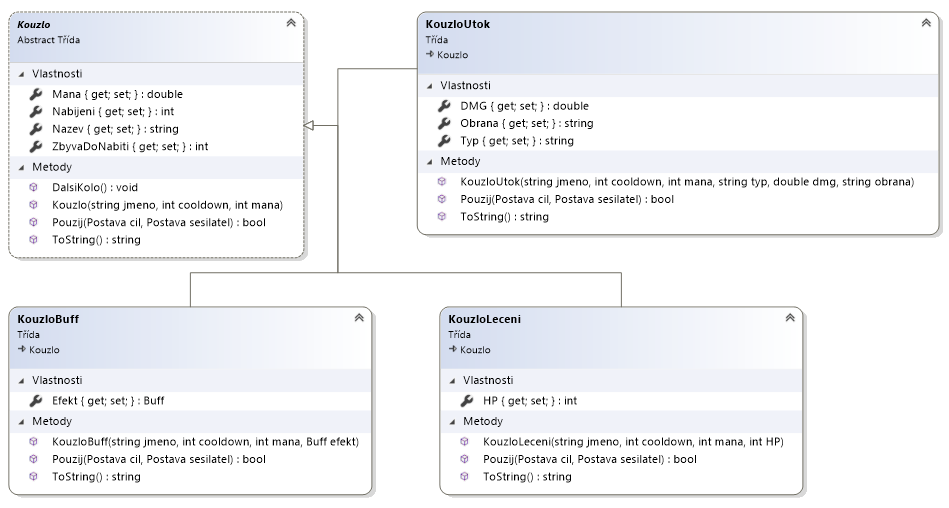 Kouzlo
Abstract Třída
Vlastnosti
Mana { get; set; } : double
Nabijeni { get; set; } : int
Nazev { get; set; } : string
ZbyvaDoNabiti { get; set; } : int
Metody
DalsiKolo() : void
Kouzlo(string jmeno, int cooldown, int mana)
Pouzij(Postava cil, Postava sesilatel) : bool
ToString() : string
KouzloUtok
Třída
Kouzlo
Vlastnosti
DMG { get; set; } : double
Obrana { get; set; } : string
Typ { get; set; } : string
Metody
KouzloUtok(string jmeno, int cooldown, int mana, string typ, double dmg, string obrana)
Pouzij(Postava cil, Postava sesilatel) : bool
ToString() : string
KouzloBuff
Třída
Kouzlo
Vlastnosti
Efekt { get; set; } : Buff
Metody
KouzloBuff(string jmeno, int cooldown, int mana, Buff efekt)
Pouzij(Postava cil, Postava sesilatel) : bool
ToString() : string
KouzloLeceni
Třída
Kouzlo
Vlastnosti
HP { get; set; } : int
Metody
KouzloLeceni(string jmeno, int cooldown, int mana, int HP)
Pouzij(Postava cil, Postava sesilatel) : bool
ToString() : string